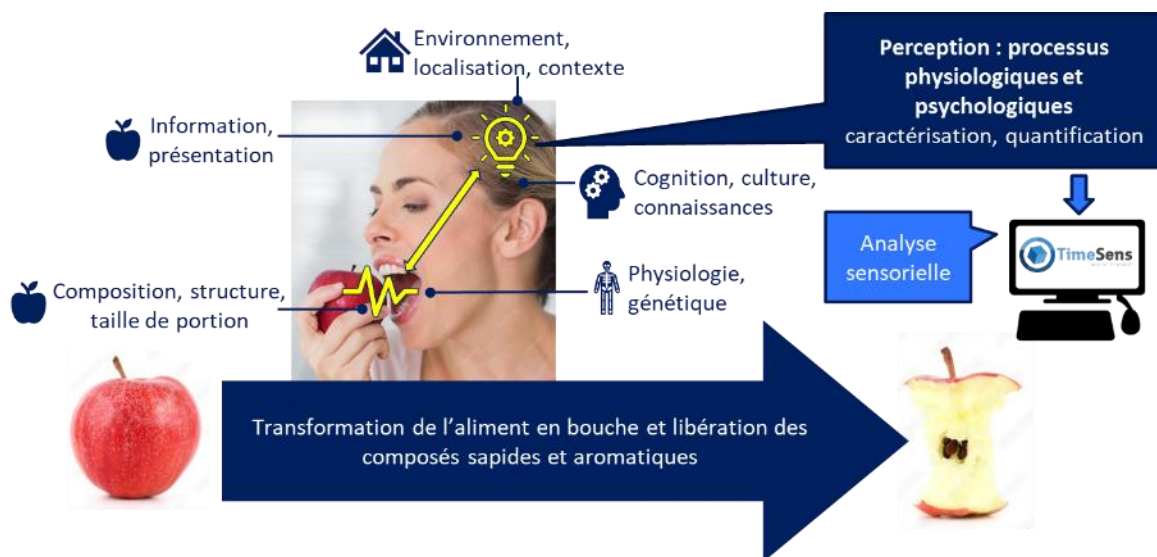 Environnement,
localisation, contexte
Information,
présentation
Cognition, culture,
connaissances
Composition, structure,
taille de portion
Physiologie,
génétique
Perception : processus
physiologiques et
psychologiques
caractérisation, quantification
Analyse
sensorielle
TimeSens
Transformation de l’aliment en bouche et libération des
composés sapides et aromatiques